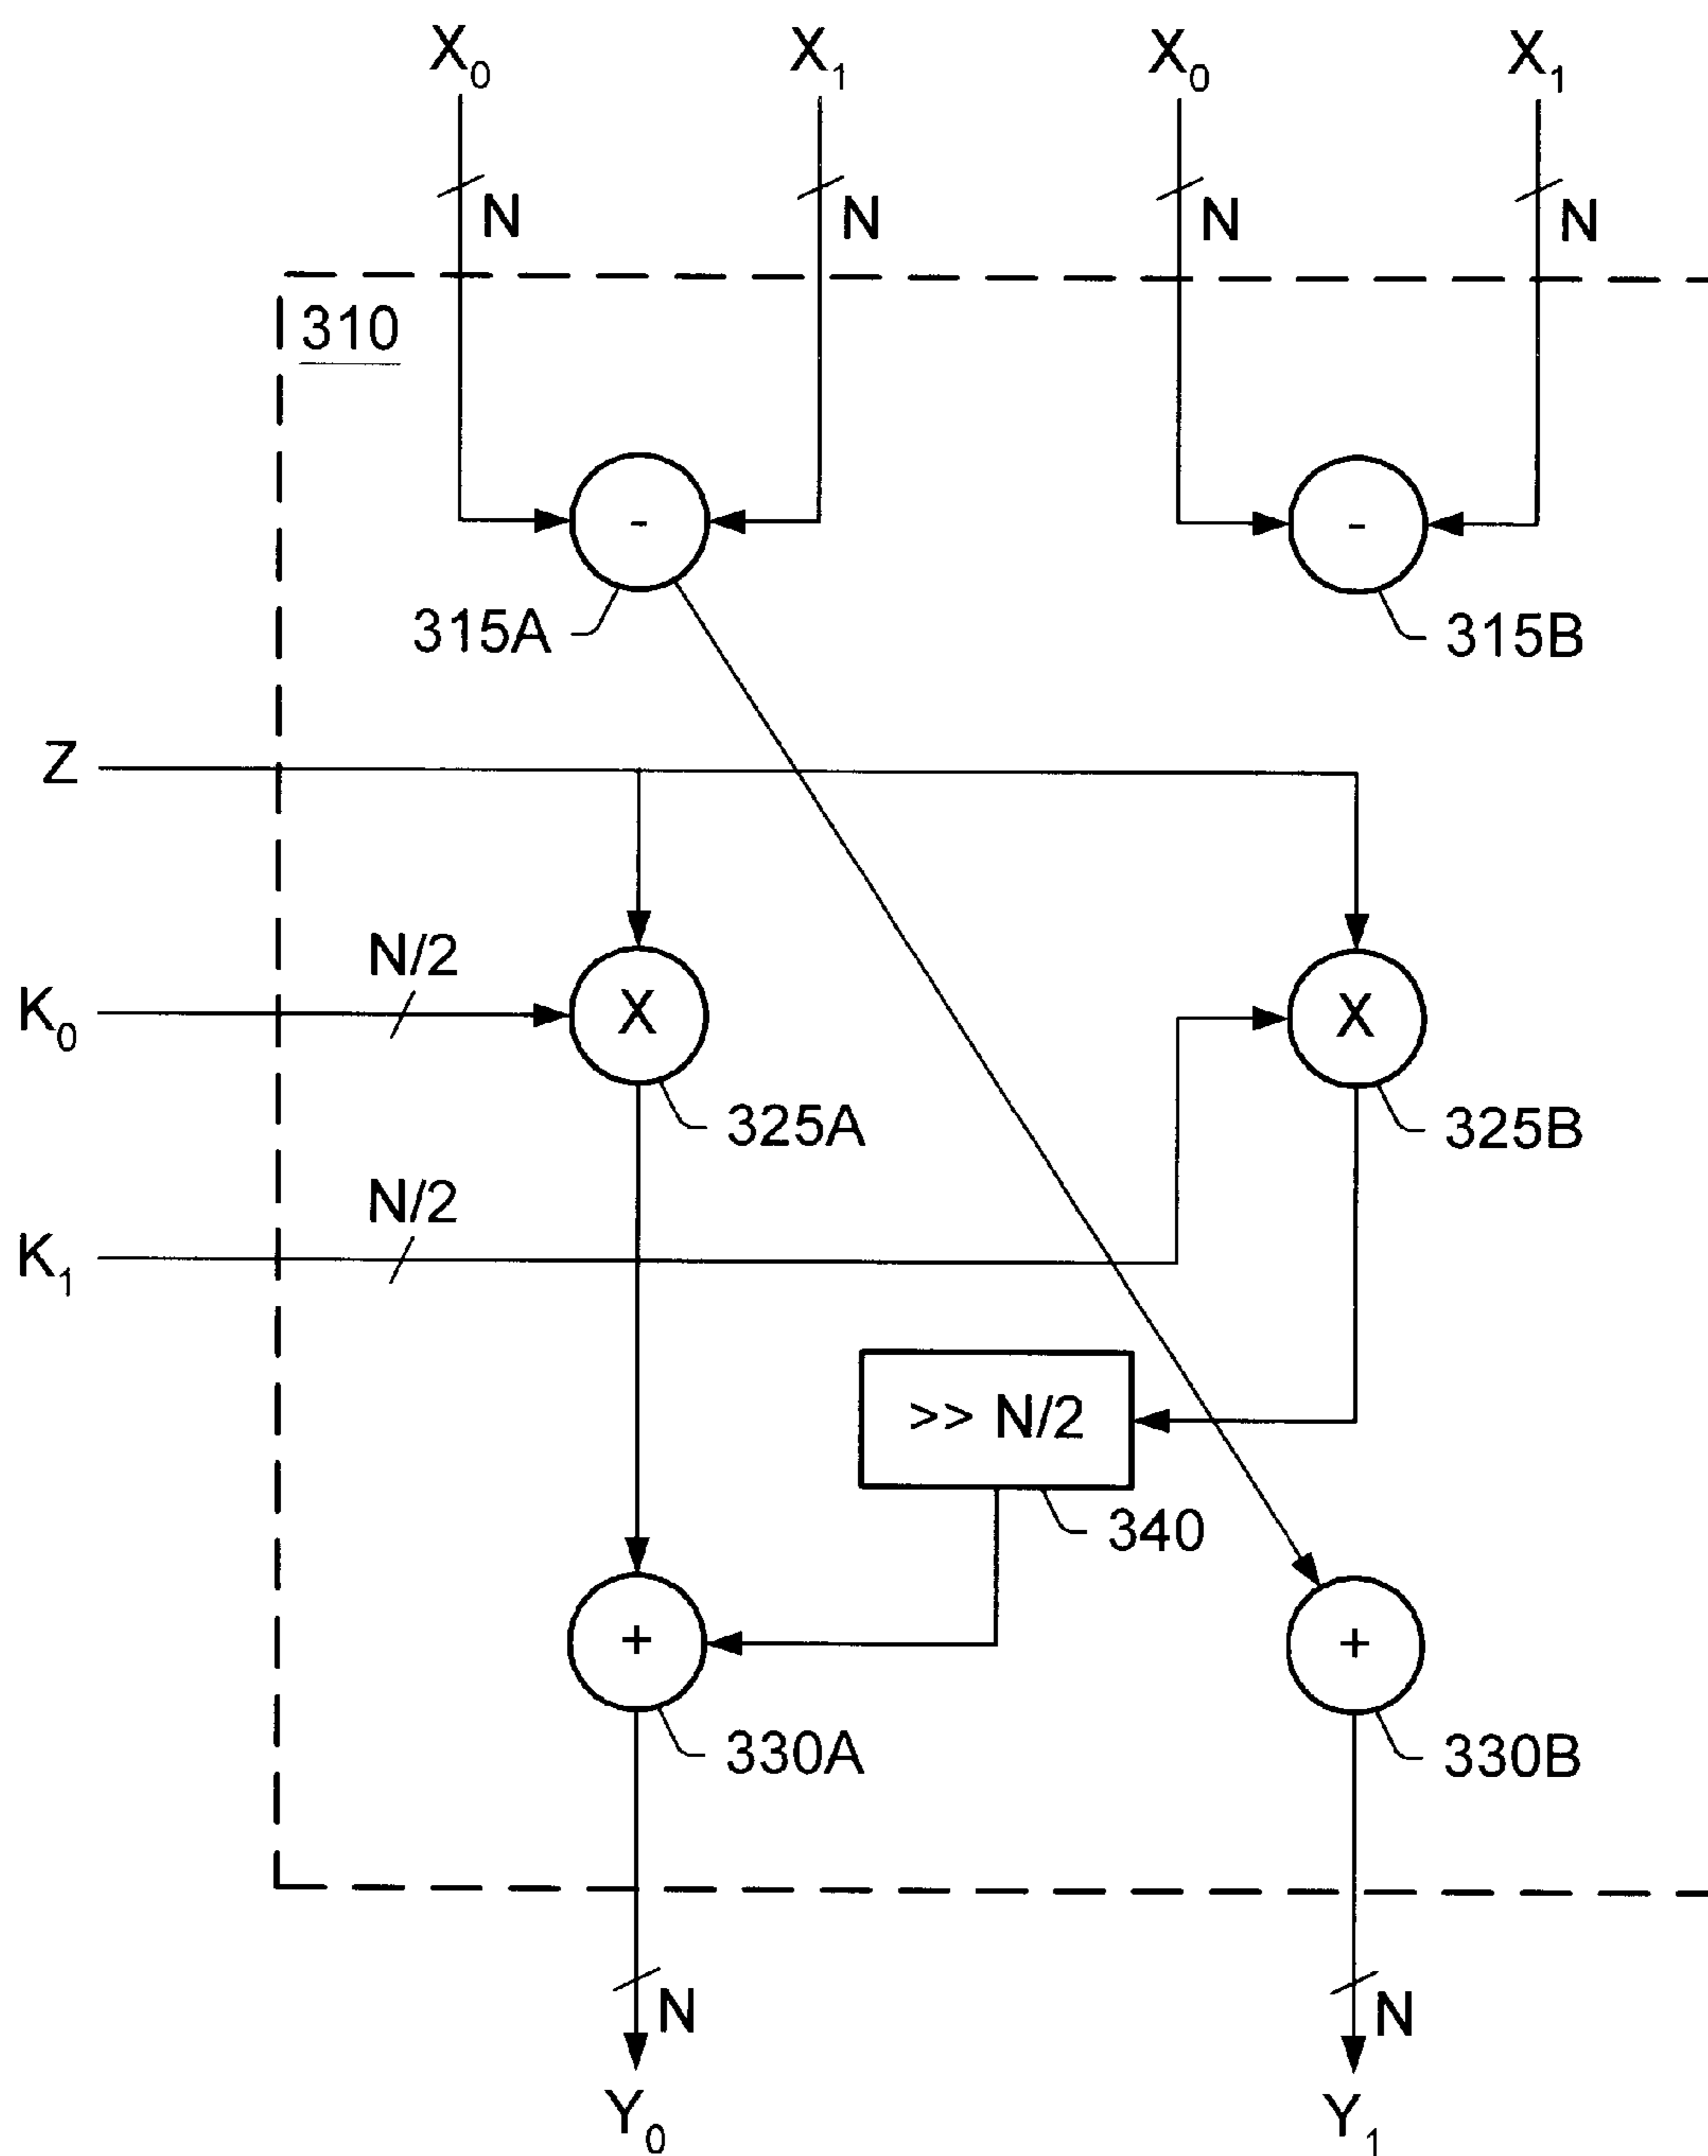 X₀ X₁ X₀ X₁
N N N N
310
- -
315A 315B
Z
N/2
K₀ X X
325A 325B
N/2
K₁
>> N/2
340
+ +
330A 330B
N N
Y₀ Y₁